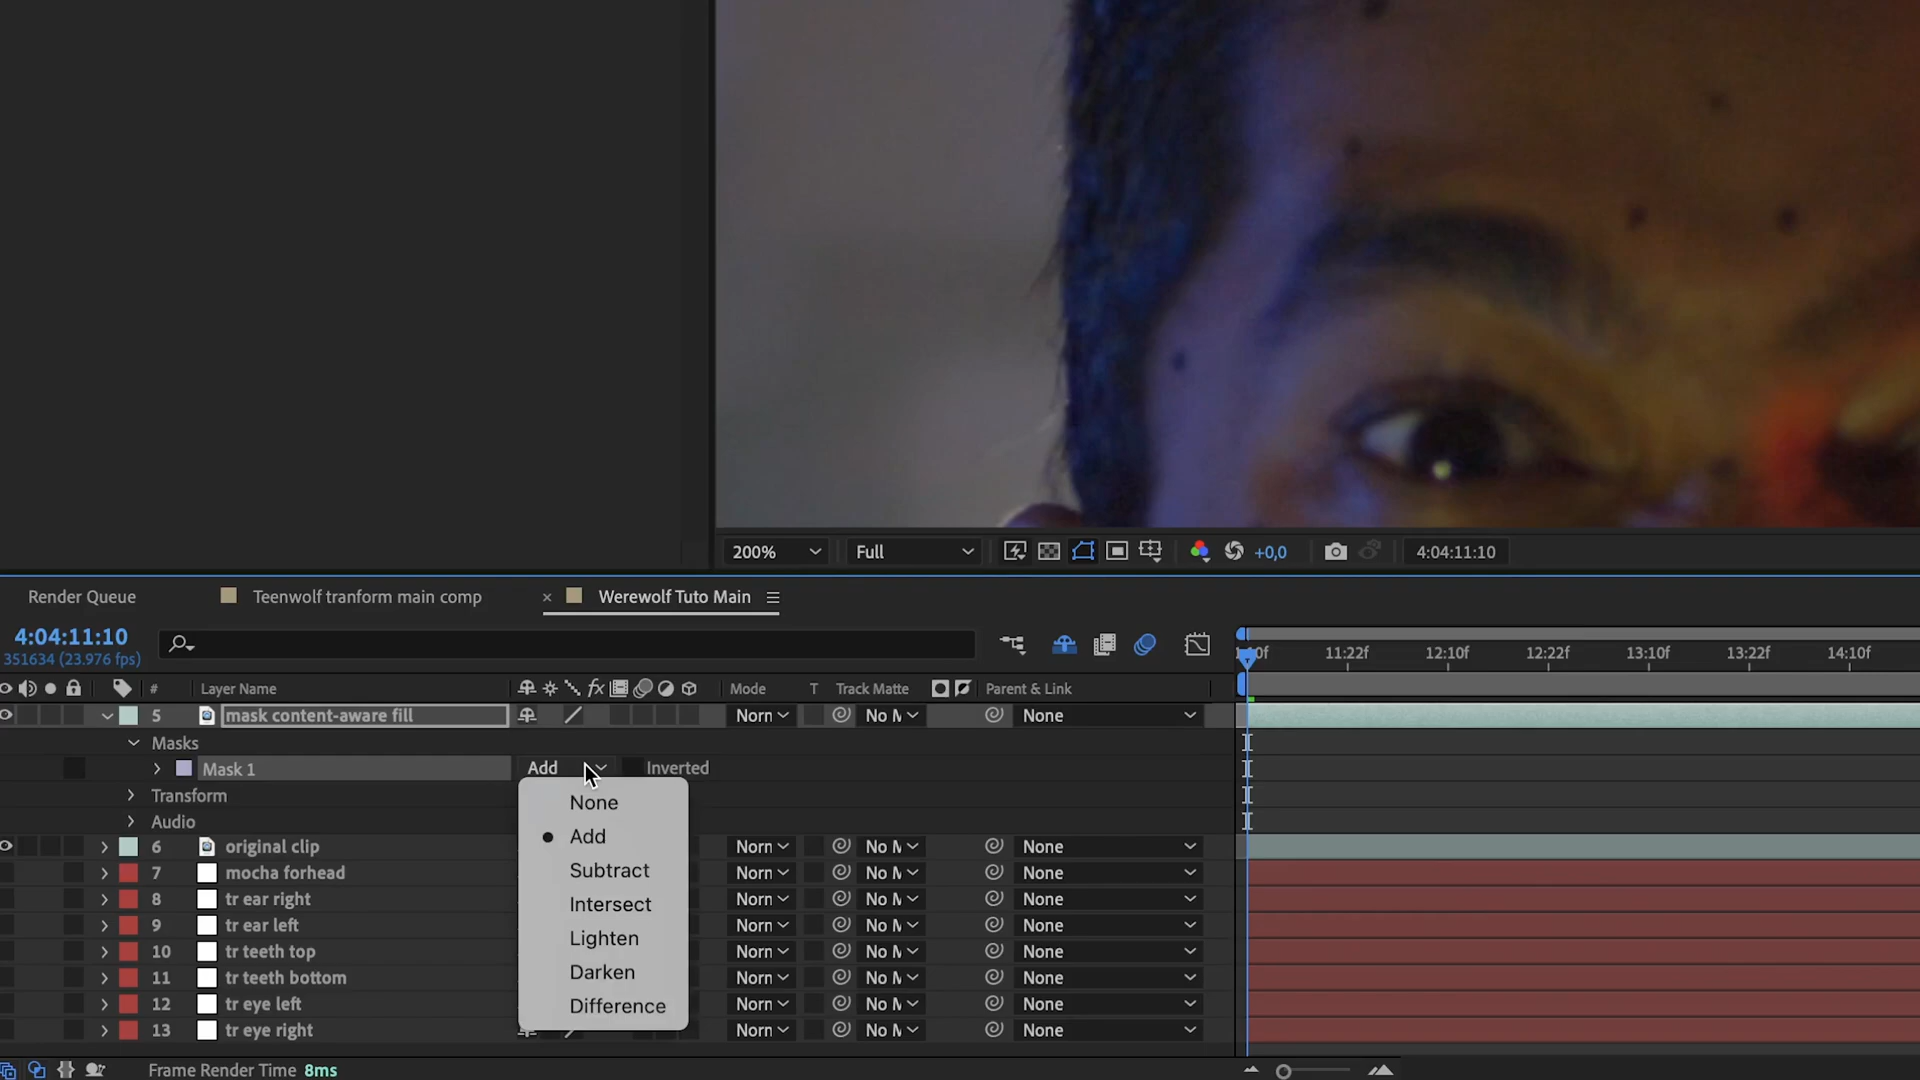 200% Full +0,0 4:04:11:10
Render Queue Teenwolf tranform main comp × Werewolf Tuto Main
4:04:11:10
351634 (23.976 fps) 11:22f 12:10f 12:22f 13:10f 13:22f 14:10f
# Layer Name fx Mode T Track Matte Parent & Link
5 mask content-aware fill Norn No M None
Masks
Mask 1 Add Inverted
None
Transform
Audio
Add
6 original clip Norn No M None
Subtract
7 mocha forhead Norn No M None
8 tr ear right Intersect Norn No M None
9 tr ear left Norn No M None
Lighten
10 tr teeth top Norn No M None
11 tr teeth bottom Darken Norn No M None
12 tr eye left Difference Norn No M None
13 tr eye right Norn No M None
Frame Render Time 8ms